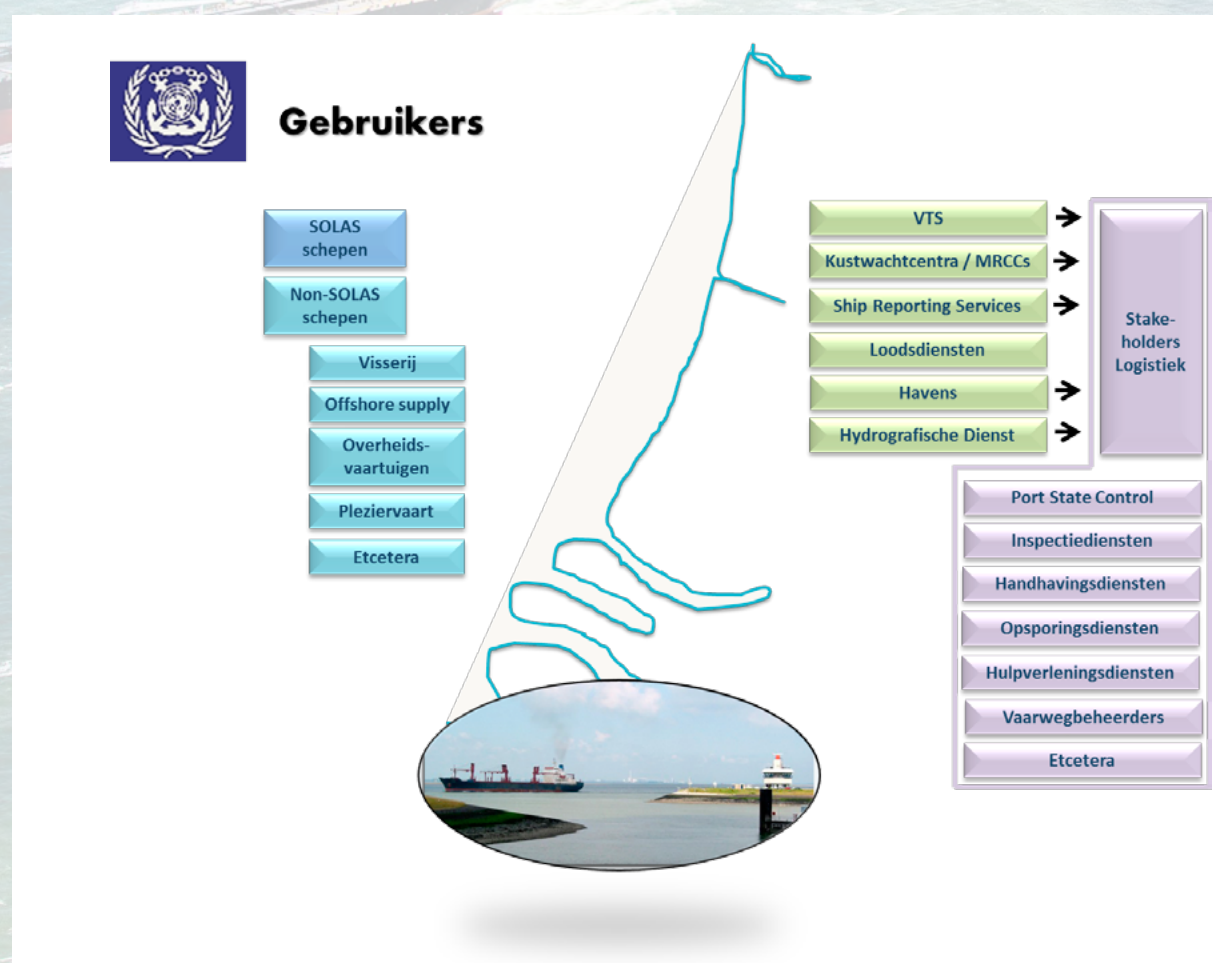 Gebruikers
SOLAS
schepen
Non-SOLAS
schepen
Visserij
Offshore supply
Overheids-
vaartuigen
Pleziervaart
Etcetera
VTS
Kustwachtcentra / MRCCs
Ship Reporting Services
Loodsdiensten
Havens
Hydrografische Dienst
Stake-
holders
Logistiek
Port State Control
Inspectiediensten
Handhavingsdiensten
Opsporingsdiensten
Hulpverleningsdiensten
Vaarwegbeheerders
Etcetera